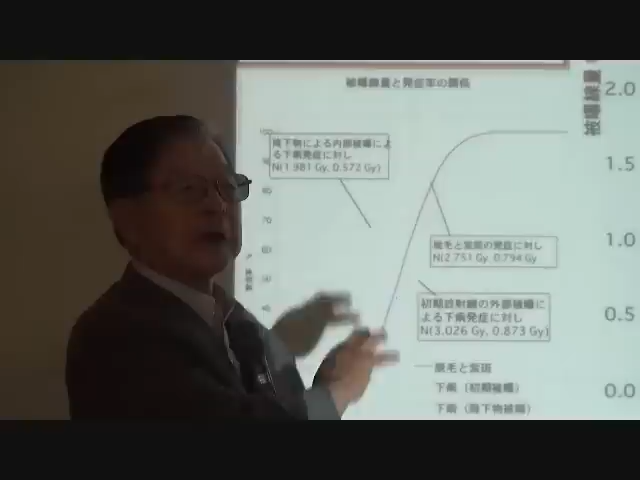 被曝線量と発症率の関係
降下物による内部被曝によ
る下痢発症に対し
N(1.981 Gy, 0.572 Gy)
脱毛と紫斑の発症に対し
N(2.751 Gy, 0.794 Gy)
初期放射線の外部被曝に
よる下痢発症に対し
N(3.026 Gy, 0.873 Gy)
脱毛と紫斑
下痢（初期被曝）
下痢（降下物被曝）
被曝線量
2.0
1.5
1.0
0.5
0.0